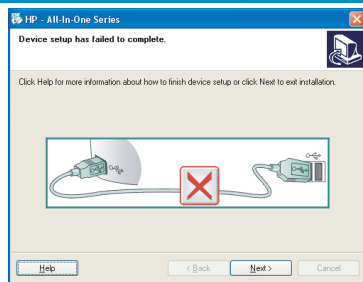 HP - All-In-One Series
Device setup has failed to complete.
Click Help for more information about how to finish device setup or click Next to exit installation.
Help
< Back
Next >
Cancel